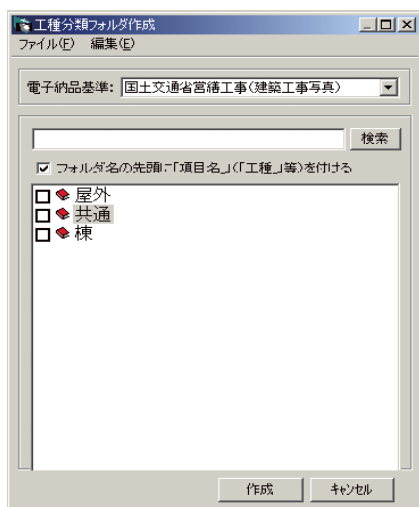 工種分類フォルダ作成
ファイル(F) 編集(E)
電子納品基準: 国土交通省営繕工事(建築工事写真)
検索
フォルダ名の先頭に「項目名」(「工種」等)を付ける
屋外
共通
棟
作成 キャンセル